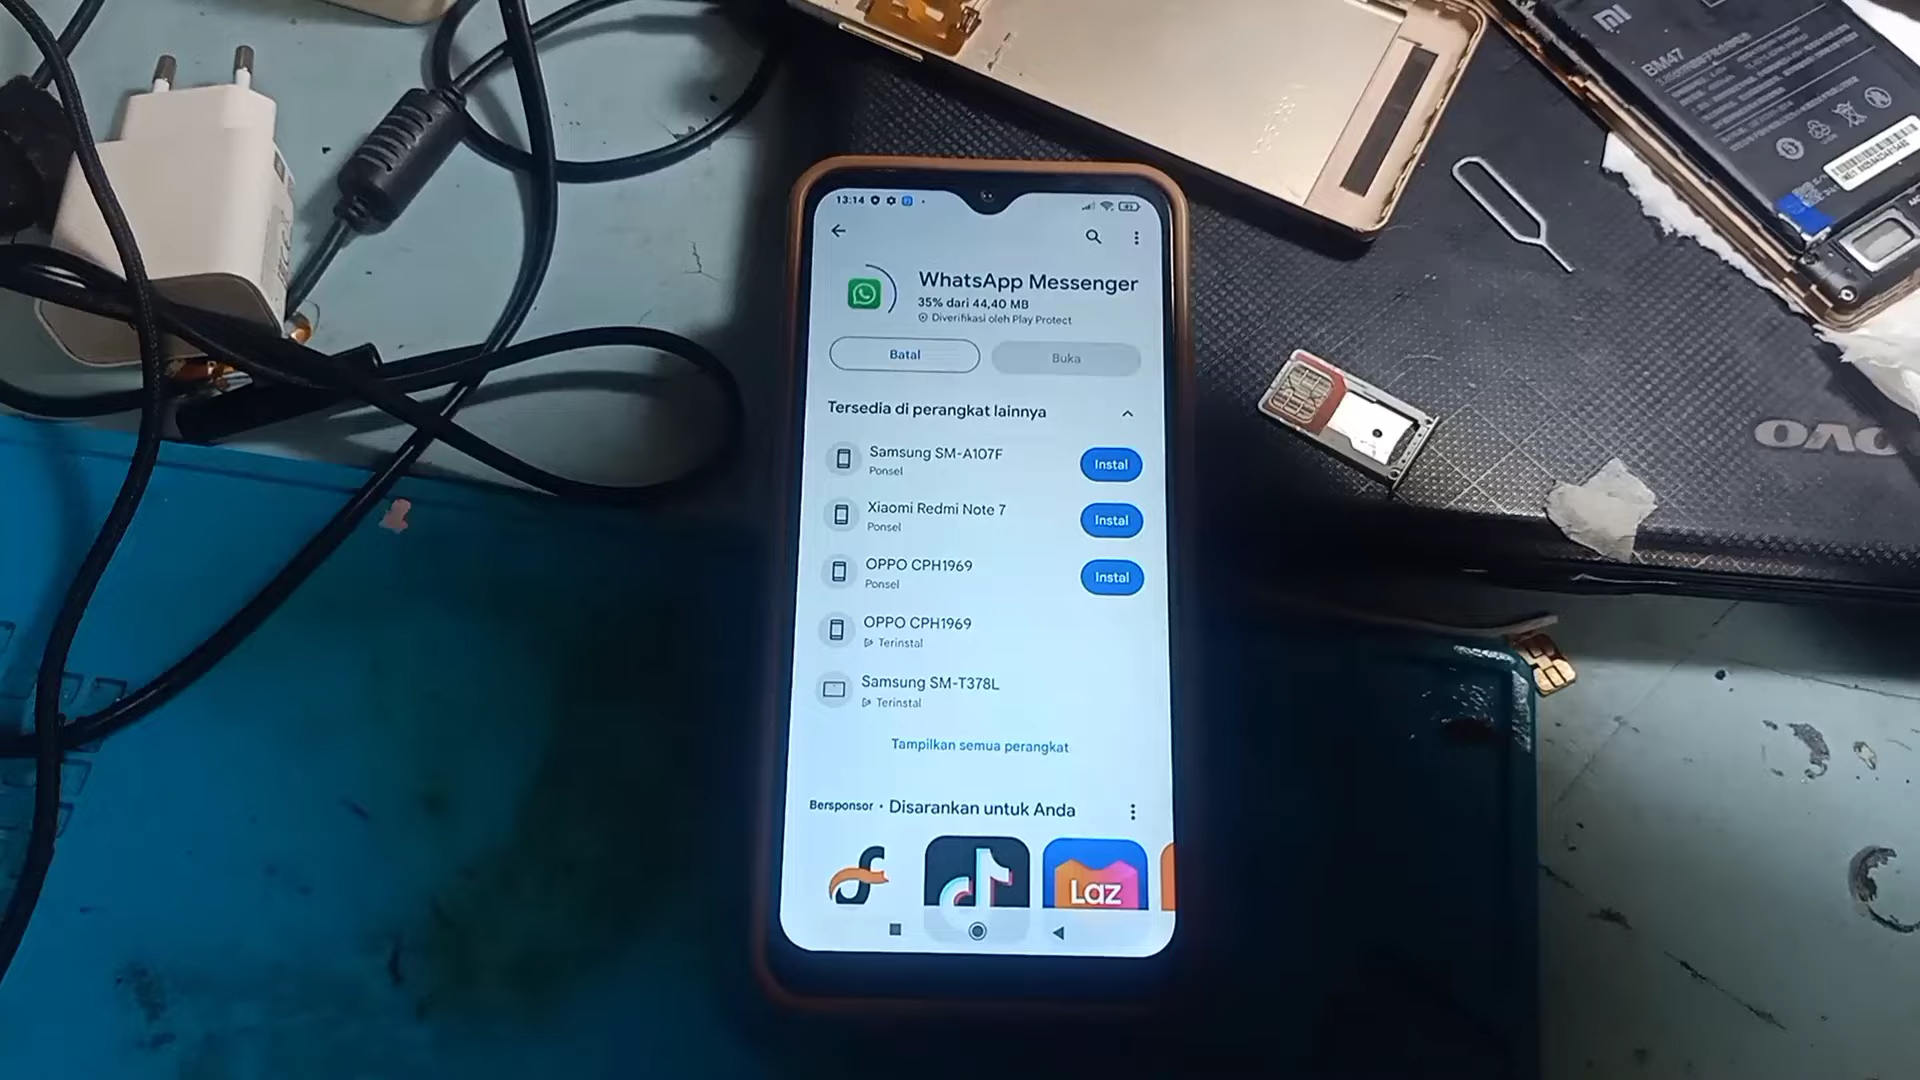 mi
BM47
13:14
WhatsApp Messenger
35% dari 44,40 MB
Diverifikasi oleh Play Protect
Batal
Buka
Tersedia di perangkat lainnya
Samsung SM-A107F
Ponsel
Instal
Xiaomi Redmi Note 7
Ponsel
Instal
OPPO CPH1969
Ponsel
Instal
OPPO CPH1969
Terinstal
Samsung SM-T378L
Terinstal
Tampilkan semua perangkat
Bersponsor • Disarankan untuk Anda
Laz